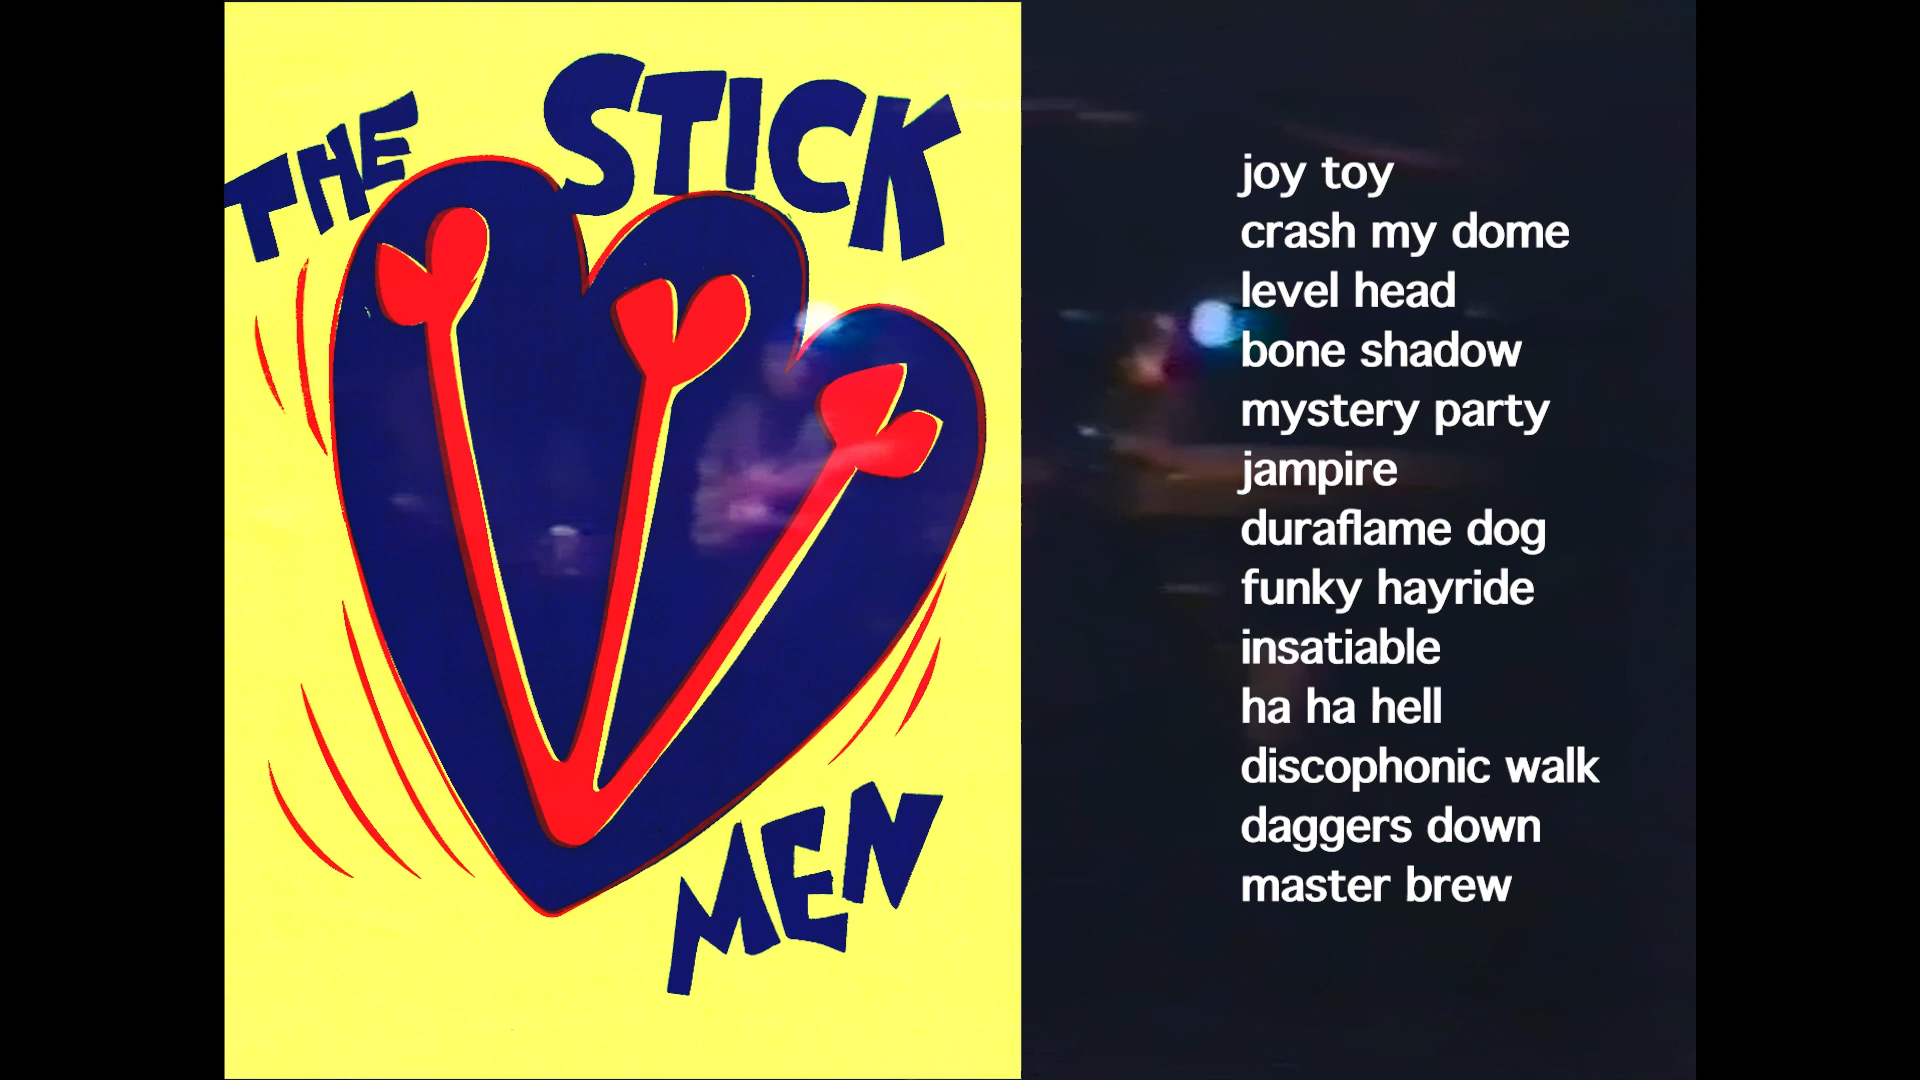 THE STICK
MEN
joy toy
crash my dome
level head
bone shadow
mystery party
jampire
duraflame dog
funky hayride
insatiable
ha ha hell
discophonic walk
daggers down
master brew